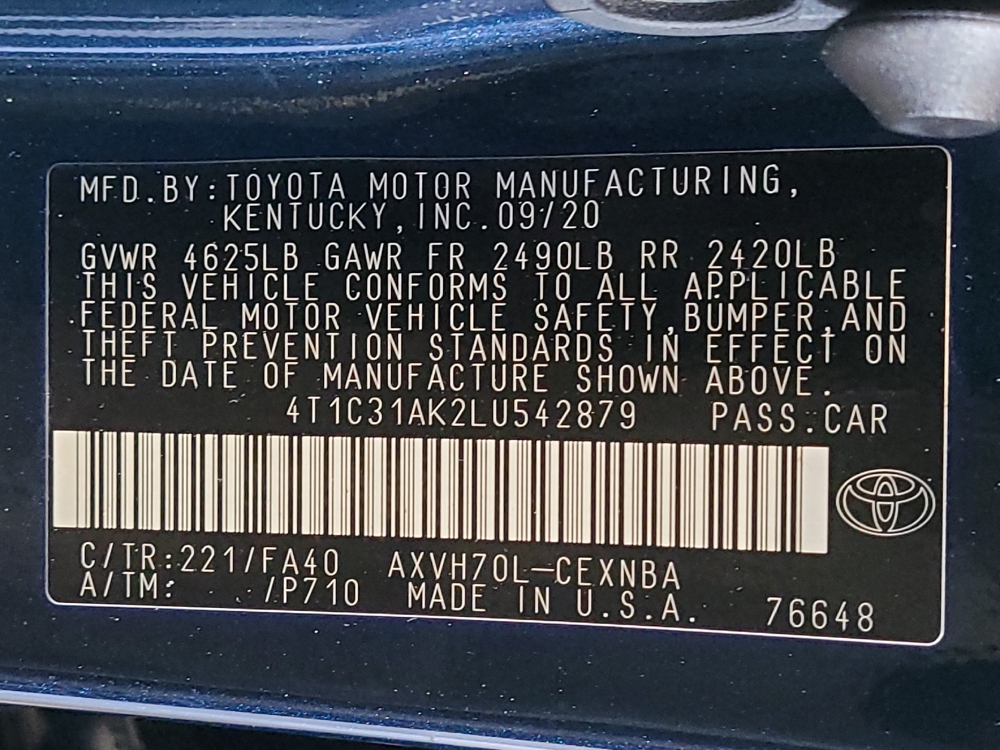 MFD.BY:TOYOTA MOTOR MANUFACTURING,
KENTUCKY,INC.09/20
GVWR 4625LB GAWR FR 2490LB RR 2420LB
THIS VEHICLE CONFORMS TO ALL APPLICABLE
FEDERAL MOTOR VEHICLE SAFETY,BUMPER,AND
THEFT PREVENTION STANDARDS IN EFFECT ON
THE DATE OF MANUFACTURE SHOWN ABOVE.
4T1C31AK2LU542879 PASS.CAR
C/TR:221/FA40 AXVH70L-CEXNBA
A/TM: /P710 MADE IN U.S.A. 76648